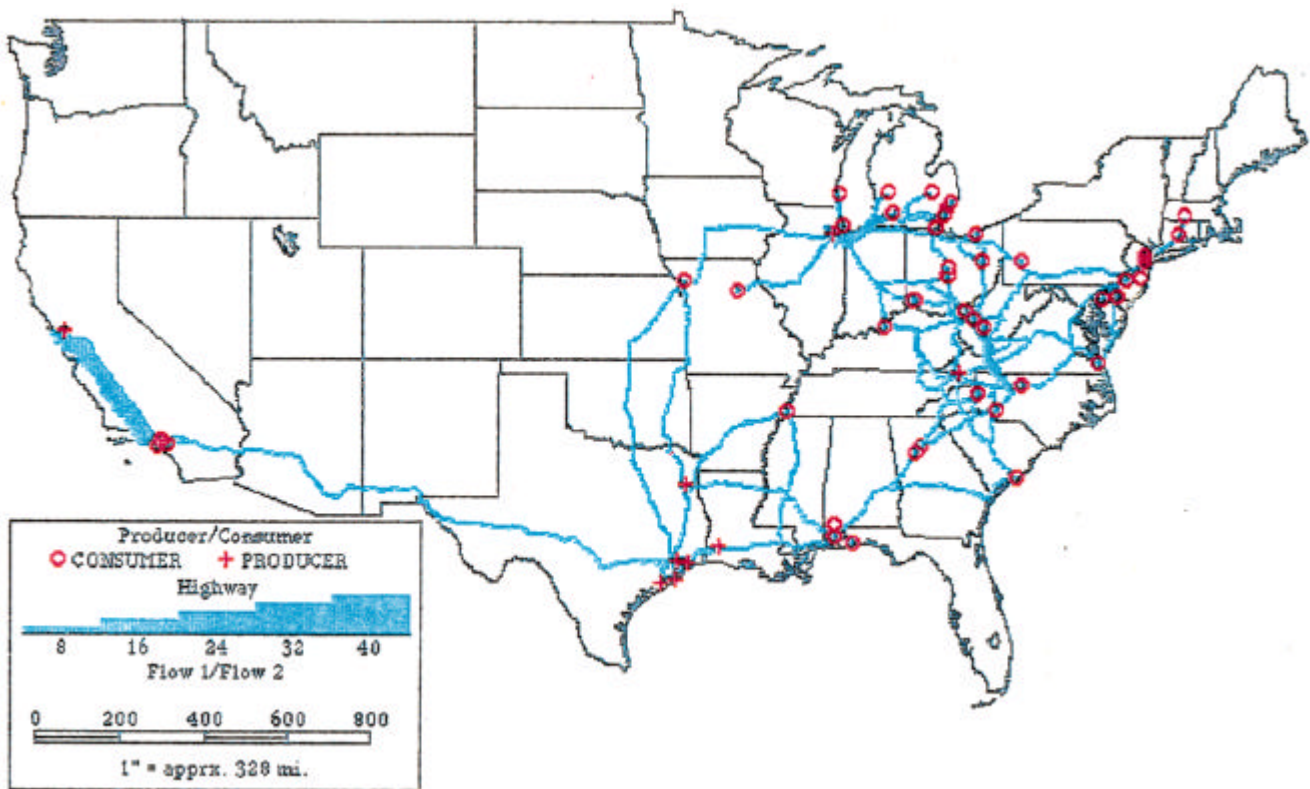 Producer/Consumer
CONSUMER PRODUCER
Highway
8 16 24 32 40
Flow 1/Flow 2
0 200 400 600 800
1" = apprx. 328 mi.